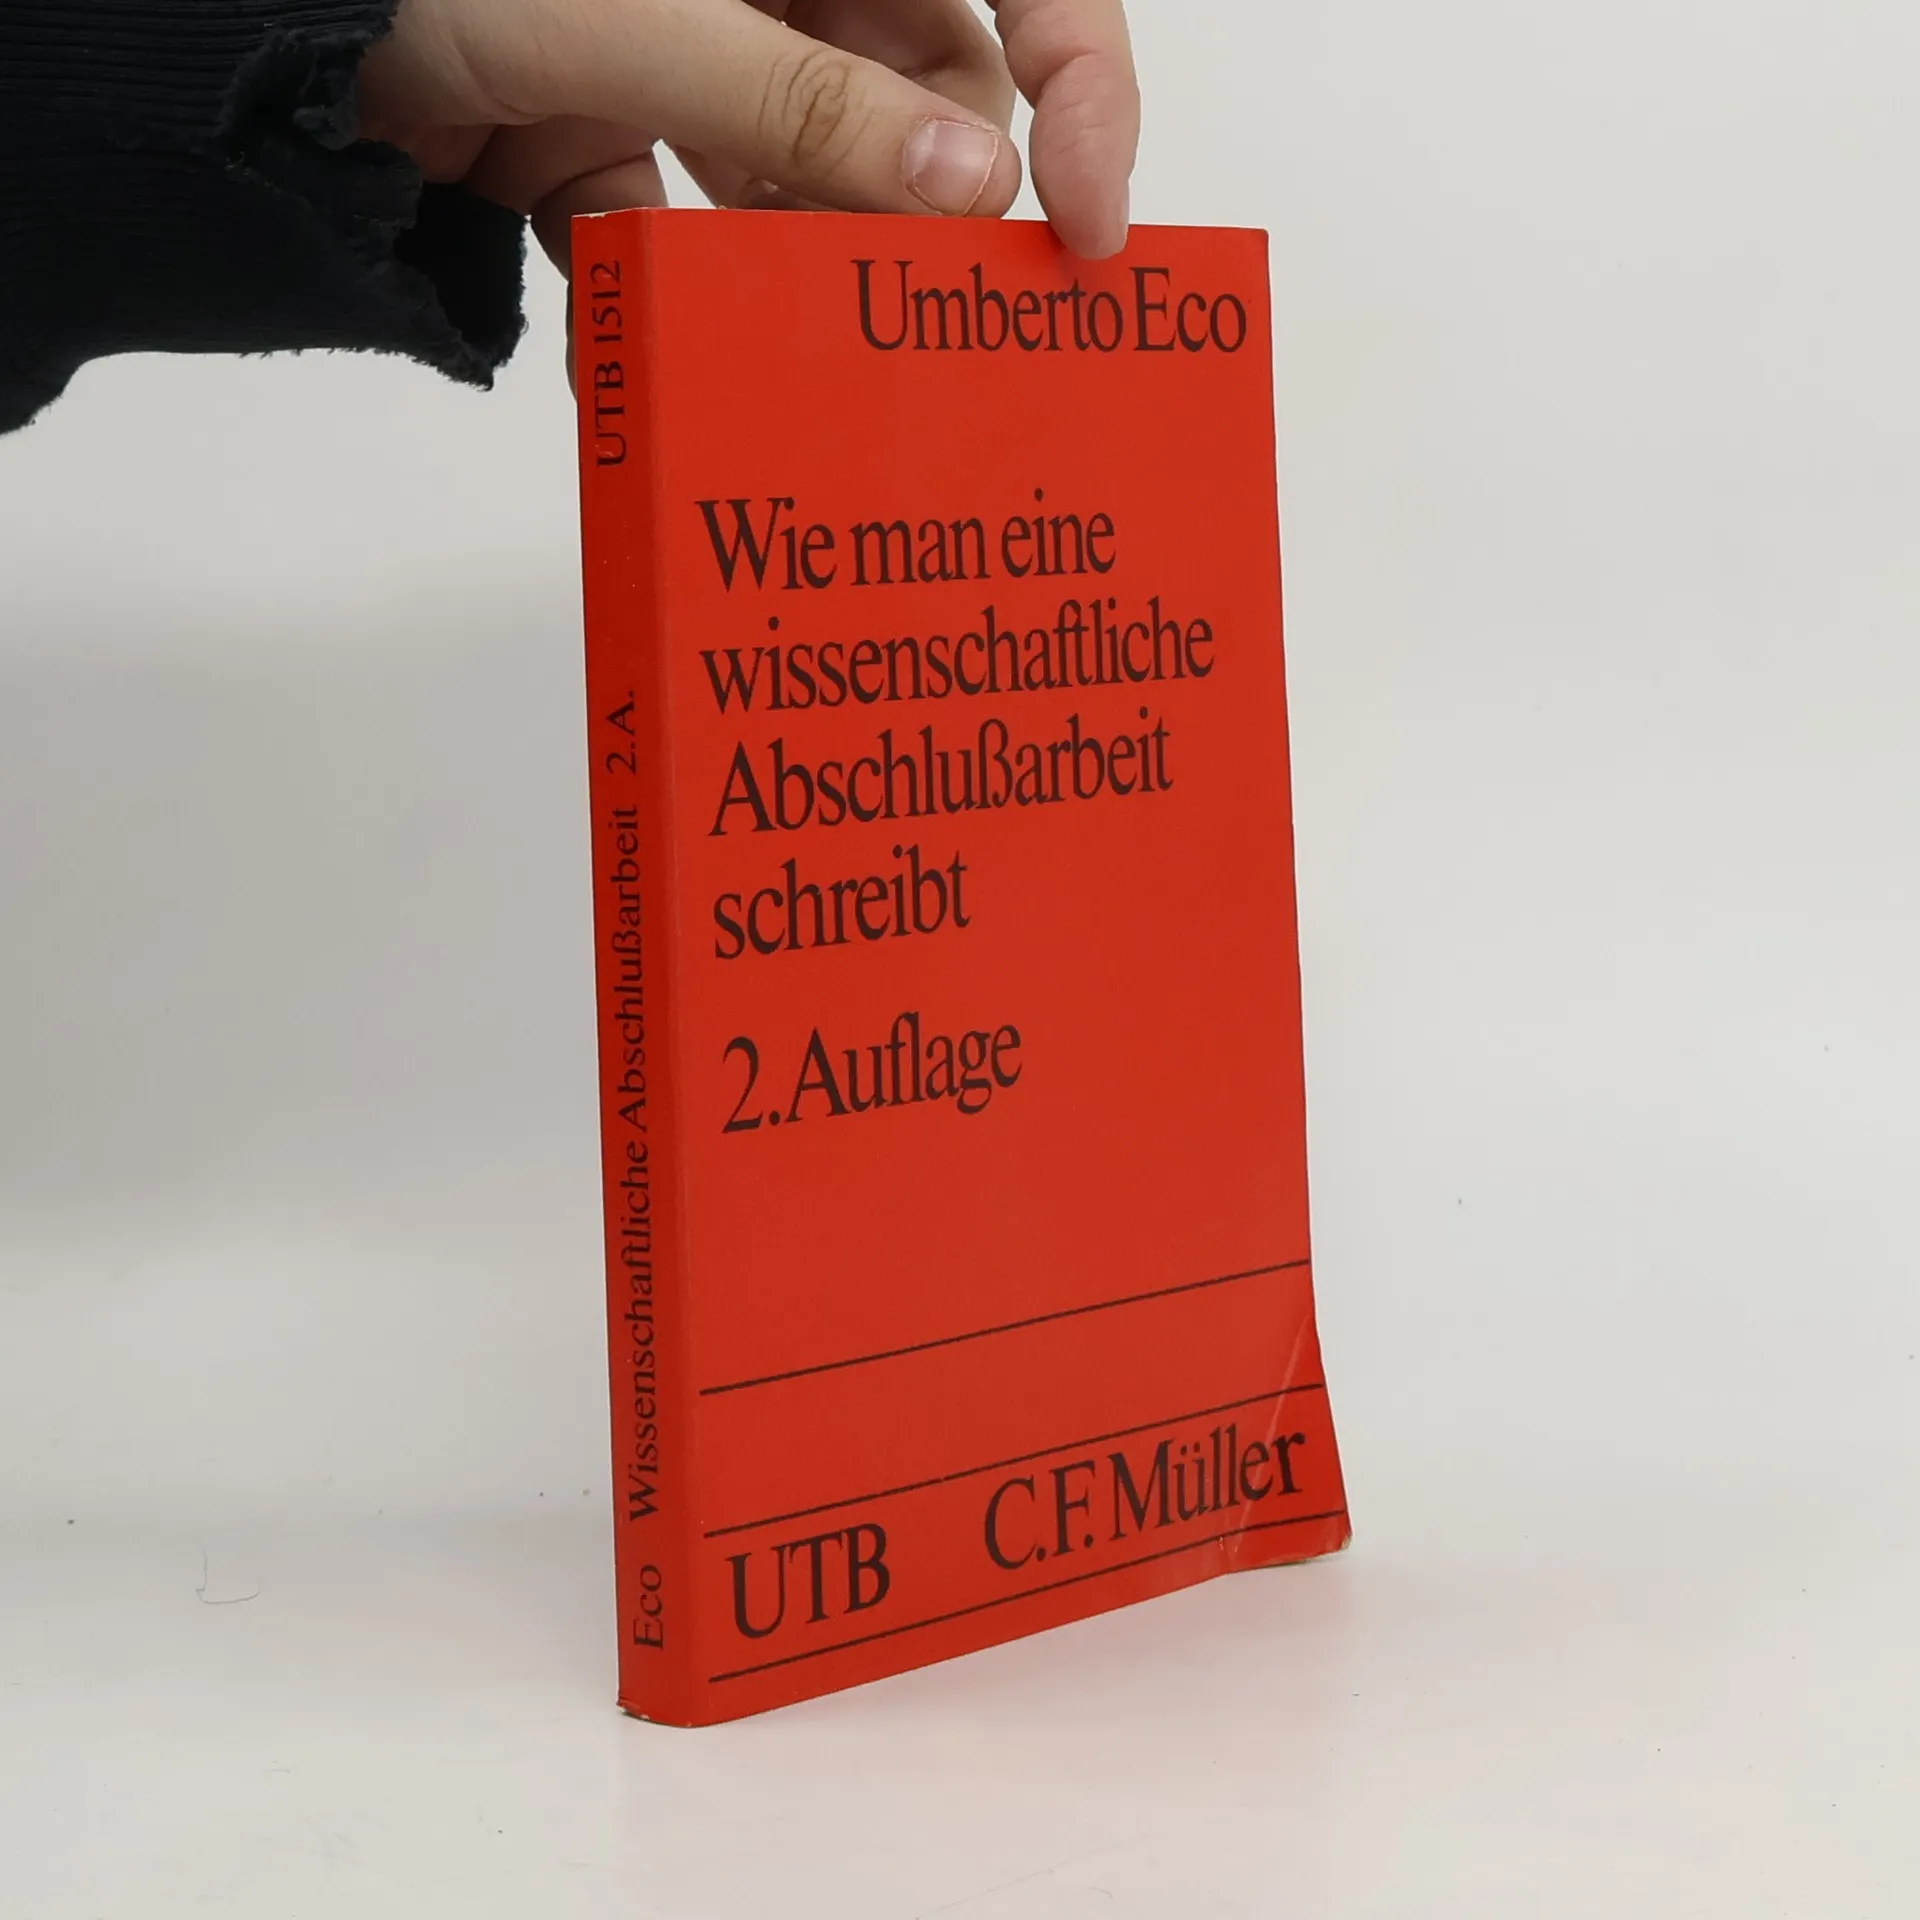 Umberto Eco
Wie man eine
wissenschaftliche
Abschlußarbeit
schreibt
2. Auflage
UTB C.F. Müller
Eco Wissenschaftliche Abschlußarbeit 2. A. UTB 1512